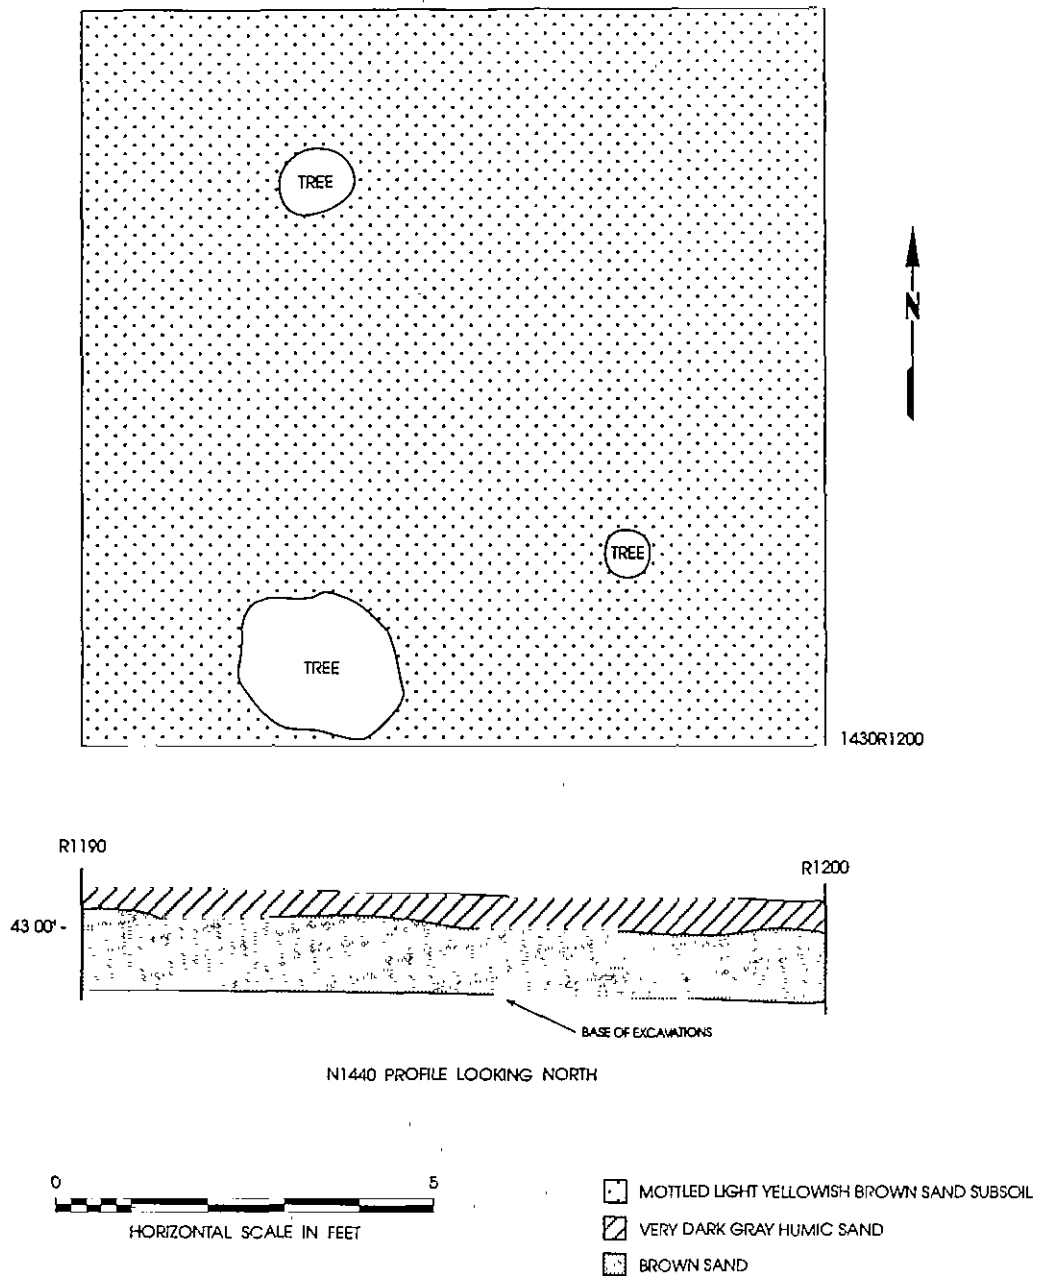 TREE
N
TREE
TREE
1430R1200
R1190
R1200
43 00' -
BASE OF EXCAVATIONS
N1440 PROFILE LOOKING NORTH
0 5
HORIZONTAL SCALE IN FEET
MOTTLED LIGHT YELLOWISH BROWN SAND SUBSOIL
VERY DARK GRAY HUMIC SAND
BROWN SAND